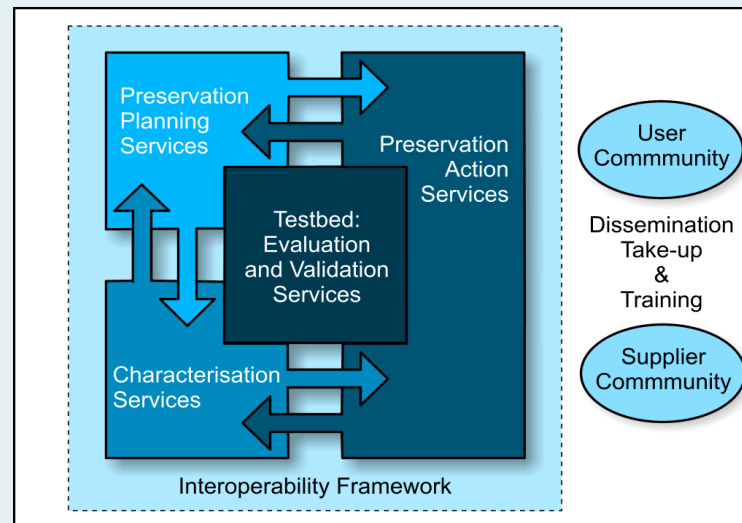 Preservation
Planning
Services
Preservation
Action
Services
Testbed:
Evaluation
and Validation
Services
Characterisation
Services
Interoperability Framework
User
Commmunity
Dissemination
Take-up
&
Training
Supplier
Commmunity